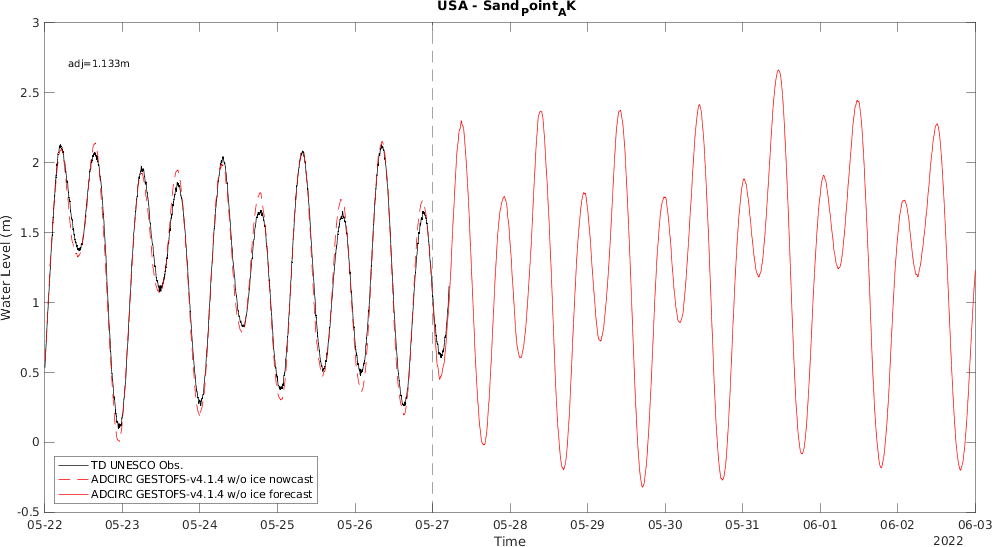 USA - Sand_Point_AK
3
adj=1.133m
2.5
2
1.5
1
0.5
0
-0.5
Water Level (m)
TD UNESCO Obs.
ADCIRC GESTOFS-v4.1.4 w/o ice nowcast
ADCIRC GESTOFS-v4.1.4 w/o ice forecast
05-22 05-23 05-24 05-25 05-26 05-27 05-28 05-29 05-30 05-31 06-01 06-02 06-03
Time
2022